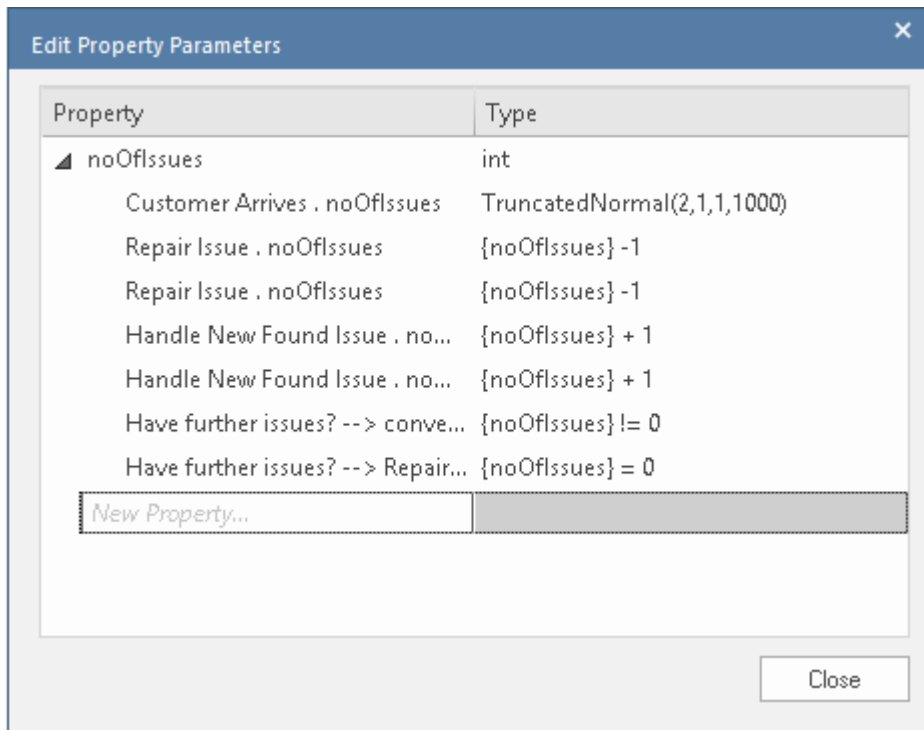 Edit Property Parameters
Property Type
noOfIssues int
Customer Arrives . noOfIssues TruncatedNormal(2,1,1,1000)
Repair Issue . noOfIssues {noOfIssues} -1
Repair Issue . noOfIssues {noOfIssues} -1
Handle New Found Issue . no... {noOfIssues} + 1
Handle New Found Issue . no... {noOfIssues} + 1
Have further issues? --> conve... {noOfIssues} != 0
Have further issues? --> Repair... {noOfIssues} = 0
New Property...
Close